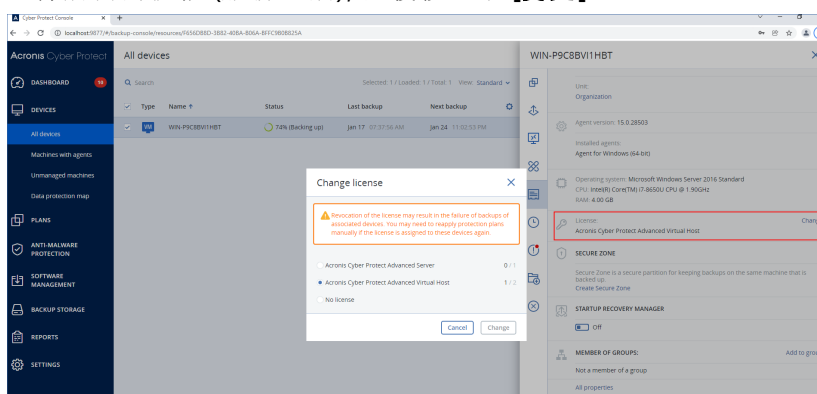 Cyber Protect Console
localhost:9877/#/backup-console/resources/F656DBBD-3882-408A-B06A-BFFC9B08825A
Acronis Cyber Protect
DASHBOARD 10
DEVICES
All devices
Machines with agents
Unmanaged machines
Data protection map
PLANS
ANTI-MALWARE
PROTECTION
SOFTWARE
MANAGEMENT
BACKUP STORAGE
REPORTS
SETTINGS
All devices
Search
Selected: 1 / Loaded: 1 / Total: 1 View: Standard
Type Name ↑ Status Last backup Next backup
VM WIN-P9C8BVI1HBT 74% (Backing up) Jan 17 07:37:56 AM Jan 24 11:02:53 PM
Change license
Revocation of the license may result in the failure of backups of
associated devices. You may need to reapply protection plans
manually if the license is assigned to these devices again.
Acronis Cyber Protect Advanced Server 0 / 1
Acronis Cyber Protect Advanced Virtual Host 1 / 2
No license
Cancel Change
WIN-P9C8BVI1HBT
Unit:
Organization
Agent version: 15.0.28503
Installed agents:
Agent for Windows (64-bit)
Operating system: Microsoft Windows Server 2016 Standard
CPU: Intel(R) Core(TM) i7-8650U CPU @ 1.90GHz
RAM: 4.00 GB
License: Chang
Acronis Cyber Protect Advanced Virtual Host
SECURE ZONE
Secure Zone is a secure partition for keeping backups on the same machine that is
backed up.
Create Secure Zone
STARTUP RECOVERY MANAGER
Off
MEMBER OF GROUPS: Add to grou
Not a member of a group
All properties